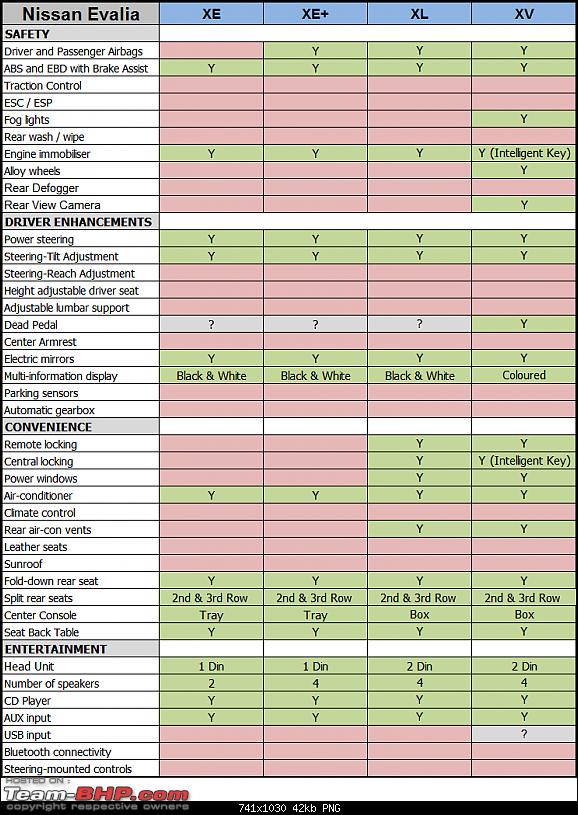 Nissan Evalia XE XE+ XL XV
SAFETY
Driver and Passenger Airbags Y Y Y
ABS and EBD with Brake Assist Y Y Y Y
Traction Control
ESC / ESP
Fog lights Y
Rear wash / wipe
Engine immobiliser Y Y Y Y (Intelligent Key)
Alloy wheels Y
Rear Defogger
Rear View Camera Y
DRIVER ENHANCEMENTS
Power steering Y Y Y Y
Steering-Tilt Adjustment Y Y Y Y
Steering-Reach Adjustment
Height adjustable driver seat
Adjustable lumbar support
Dead Pedal ? ? ? Y
Center Armrest
Electric mirrors Y Y Y Y
Multi-information display Black & White Black & White Black & White Coloured
Parking sensors
Automatic gearbox
CONVENIENCE
Remote locking Y Y
Central locking Y Y (Intelligent Key)
Power windows Y Y
Air-conditioner Y Y Y Y
Climate control
Rear air-con vents Y Y
Leather seats
Sunroof
Fold-down rear seat Y Y Y Y
Split rear seats 2nd & 3rd Row 2nd & 3rd Row 2nd & 3rd Row 2nd & 3rd Row
Center Console Tray Tray Box Box
Seat Back Table Y Y Y Y
ENTERTAINMENT
Head Unit 1 Din 1 Din 2 Din 2 Din
Number of speakers 2 4 4 4
CD Player Y Y Y Y
AUX input Y Y Y Y
USB input ?
Bluetooth connectivity
Steering-mounted controls
HOSTED ON :
Team-BHP.com
copyright respective owners
741x1030 42kb PNG